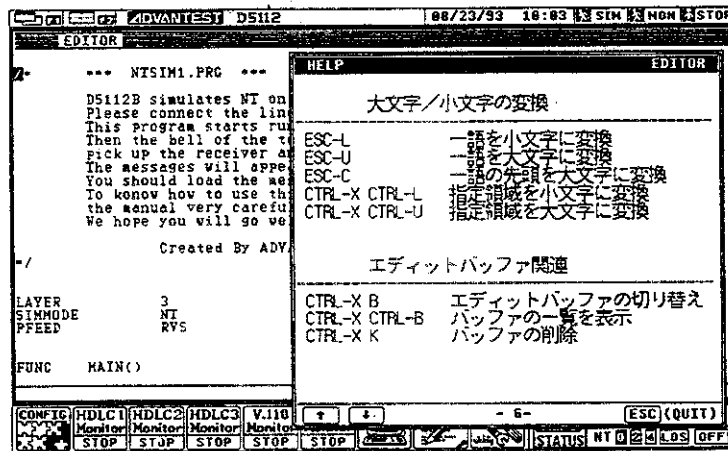 ADVANTEST D5112 08/23/93 18:03 SIM MON STOP
EDITOR
*** NTSIM1.PRG ***
D5112B simulates NT on
Please connect the lin
This program starts ru
Then the bell of the t
pick up the receiver a
The messages will appe
You should load the me
To konow how to use th
the manual very carefu
We hope you will go we
Created By ADV
LAYER 3
SIMMODE NT
PFEED RVS
FUNC MAIN()
HELP EDITOR
大文字/小文字の変換
ESC-L 一語を小文字に変換
ESC-U 一語を大文字に変換
ESC-C 一語の先頭を大文字に変換
CTRL-X CTRL-L 指定領域を小文字に変換
CTRL-X CTRL-U 指定領域を大文字に変換
エディットバッファ関連
CTRL-X B エディットバッファの切り替え
CTRL-X CTRL-B バッファの一覧を表示
CTRL-X K バッファの削除
- 6- ESC(QUIT)
CONFIG HDLC1 HDLC2 HDLC3 V.110
Monitor Monitor Monitor Monitor
STOP STOP STOP STOP STOP STATUS NT 0 2 4 LOS OFF